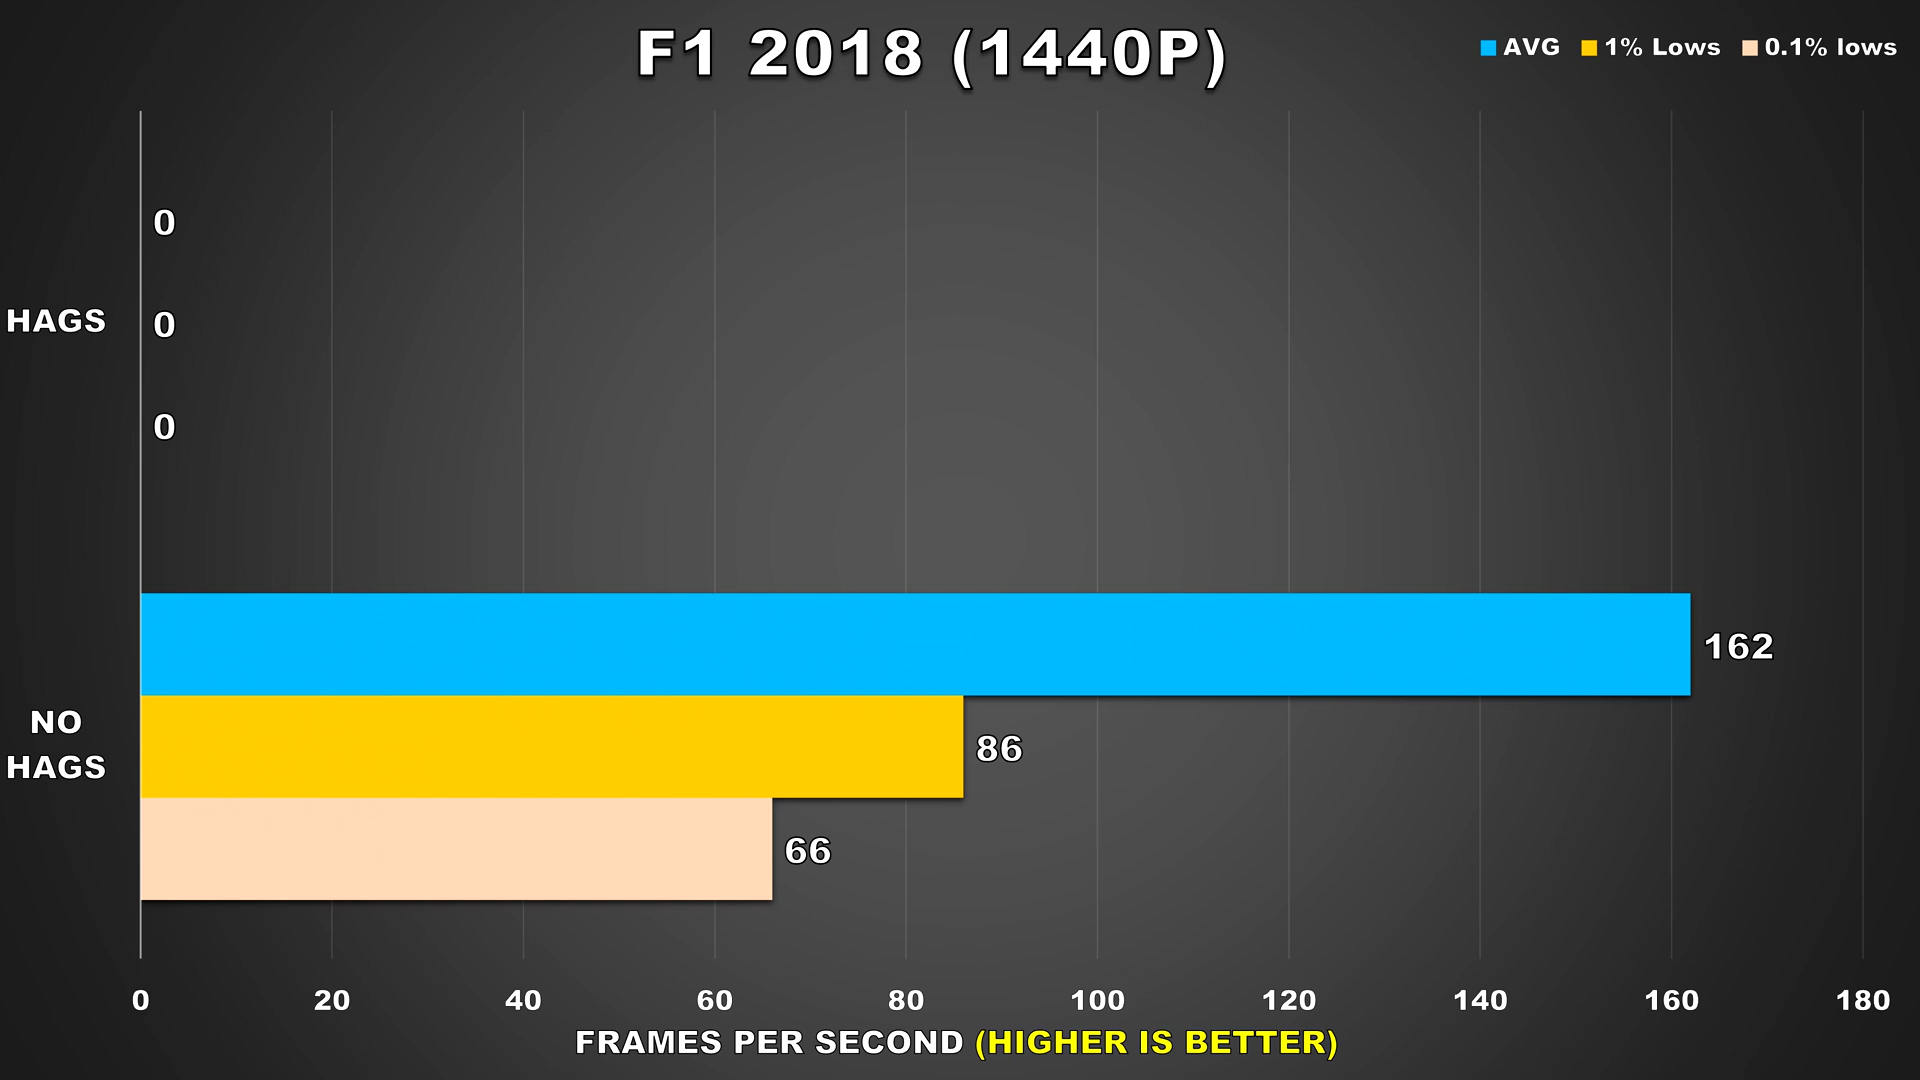 F1 2018 (1440P)
AVG 1% Lows 0.1% lows
HAGS
0
0
0
NO
HAGS
162
86
66
0 20 40 60 80 100 120 140 160 180
FRAMES PER SECOND (HIGHER IS BETTER)